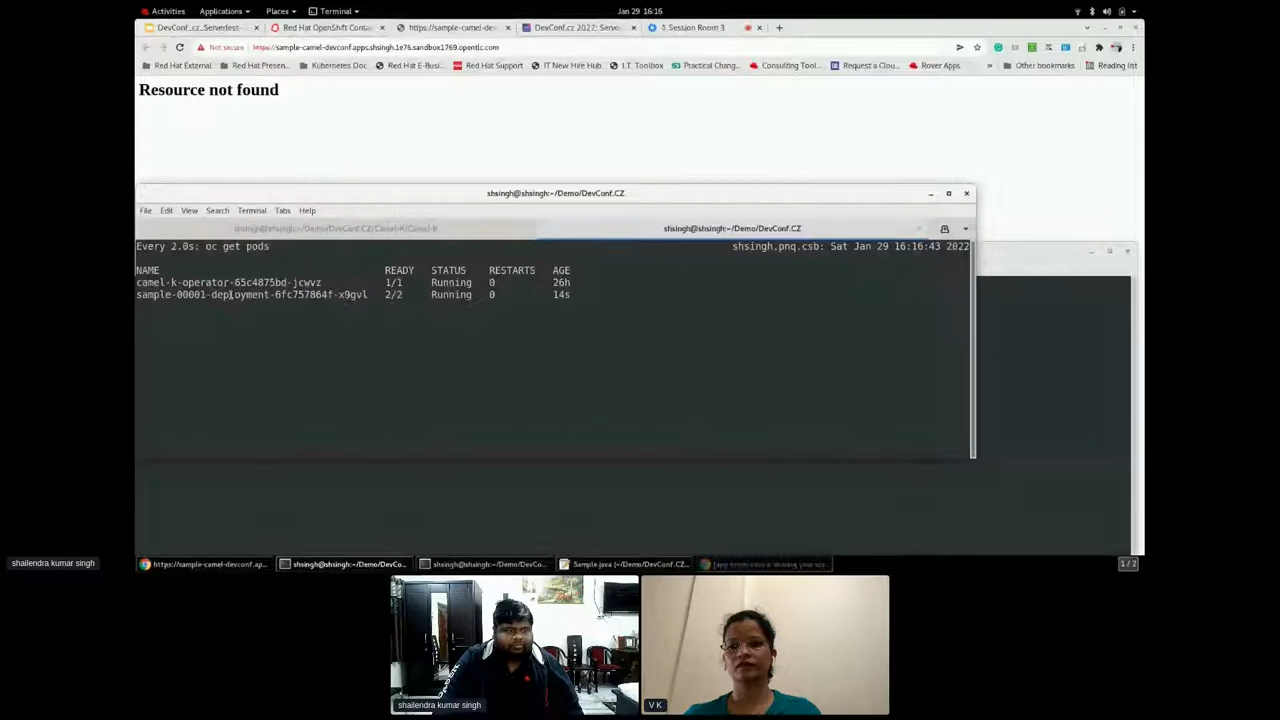 Activities Applications Places Terminal Jan 29 16:16
DevConf_cz_Serverless Red Hat OpenShift Conta https://sample-camel-dev DevConf.cz 2022: Serve 1. Session Room 3
Not secure https://sample-camel-devconf.apps.shsingh.1e76.sandbox1769.opentlc.com
Red Hat External Red Hat Presen... Kubernetes Doc Red Hat E-Busi... Red Hat Support IT New Hire Hub I.T. Toolbox Practical Chang... Consulting Tool... Request a Clou... Rover Apps » Other bookmarks Reading list
Resource not found
shsingh@shsingh:~/Demo/DevConf.CZ
File Edit View Search Terminal Tabs Help
shsingh@shsingh:~/Demo/DevConf.CZ
Every 2.0s: oc get pods shsingh.pnq.csb: Sat Jan 29 16:16:43 2022
NAME READY STATUS RESTARTS AGE
camel-k-operator-65c4875bd-jcwvz 1/1 Running 0 26h
sample-00001-deployment-6fc757864f-x9gvl 2/2 Running 0 14s
https://sample-camel-devconf.ap... shsingh@shsingh:~/Demo/DevCo... shsingh@shsingh:~/Demo/DevCo... Sample.java (~/Demo/DevConf.CZ... 1 / 2
shailendra kumar singh
shailendra kumar singh V K